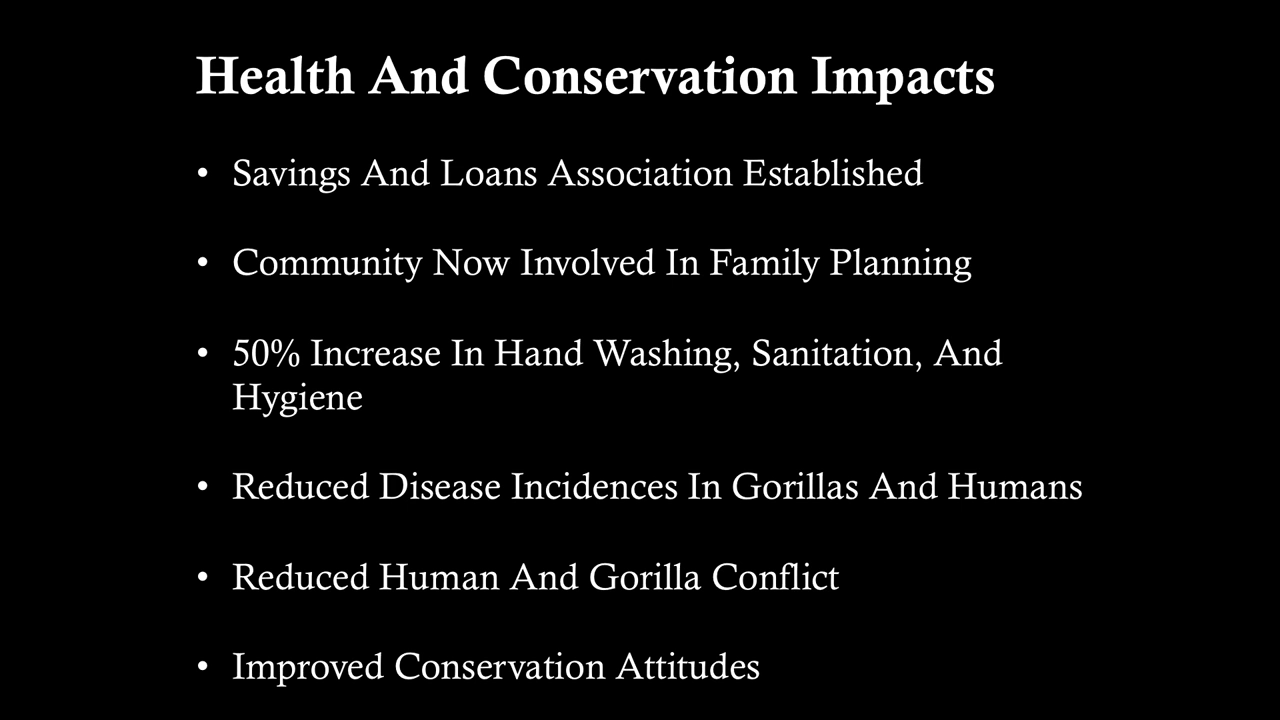 Health And Conservation Impacts
• Savings And Loans Association Established
• Community Now Involved In Family Planning
• 50% Increase In Hand Washing, Sanitation, And
Hygiene
• Reduced Disease Incidences In Gorillas And Humans
• Reduced Human And Gorilla Conflict
• Improved Conservation Attitudes